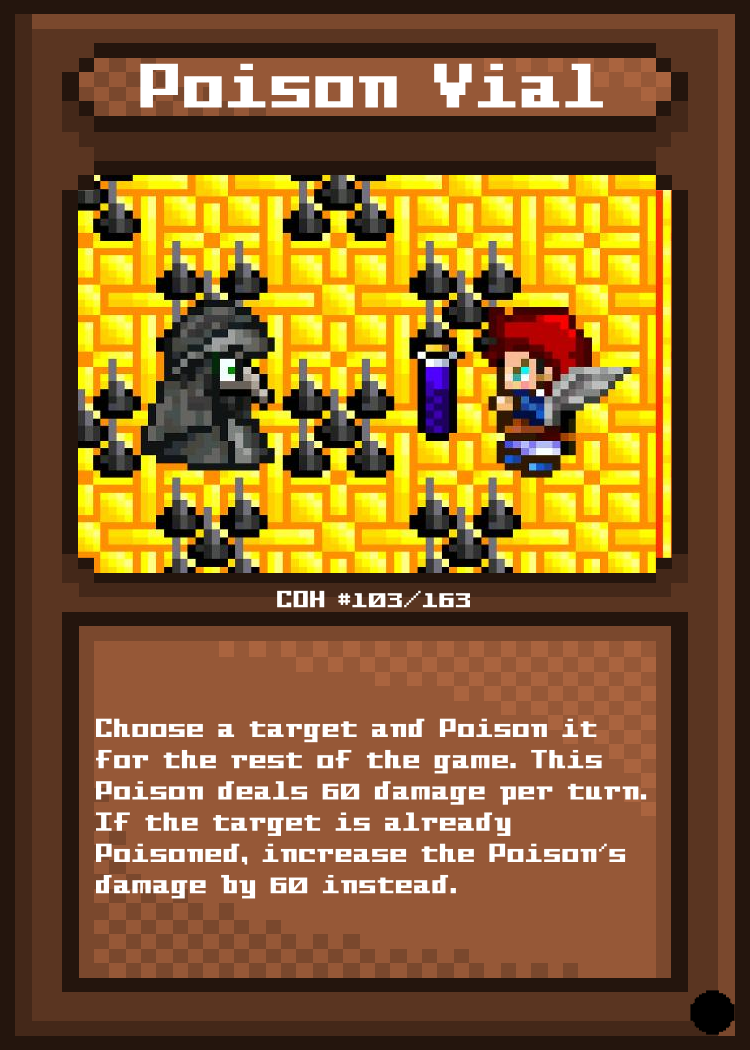 Poison Vial
COH #103/163
Choose a target and Poison it
for the rest of the game. This
Poison deals 60 damage per turn.
If the target is already
Poisoned, increase the Poison's
damage by 60 instead.